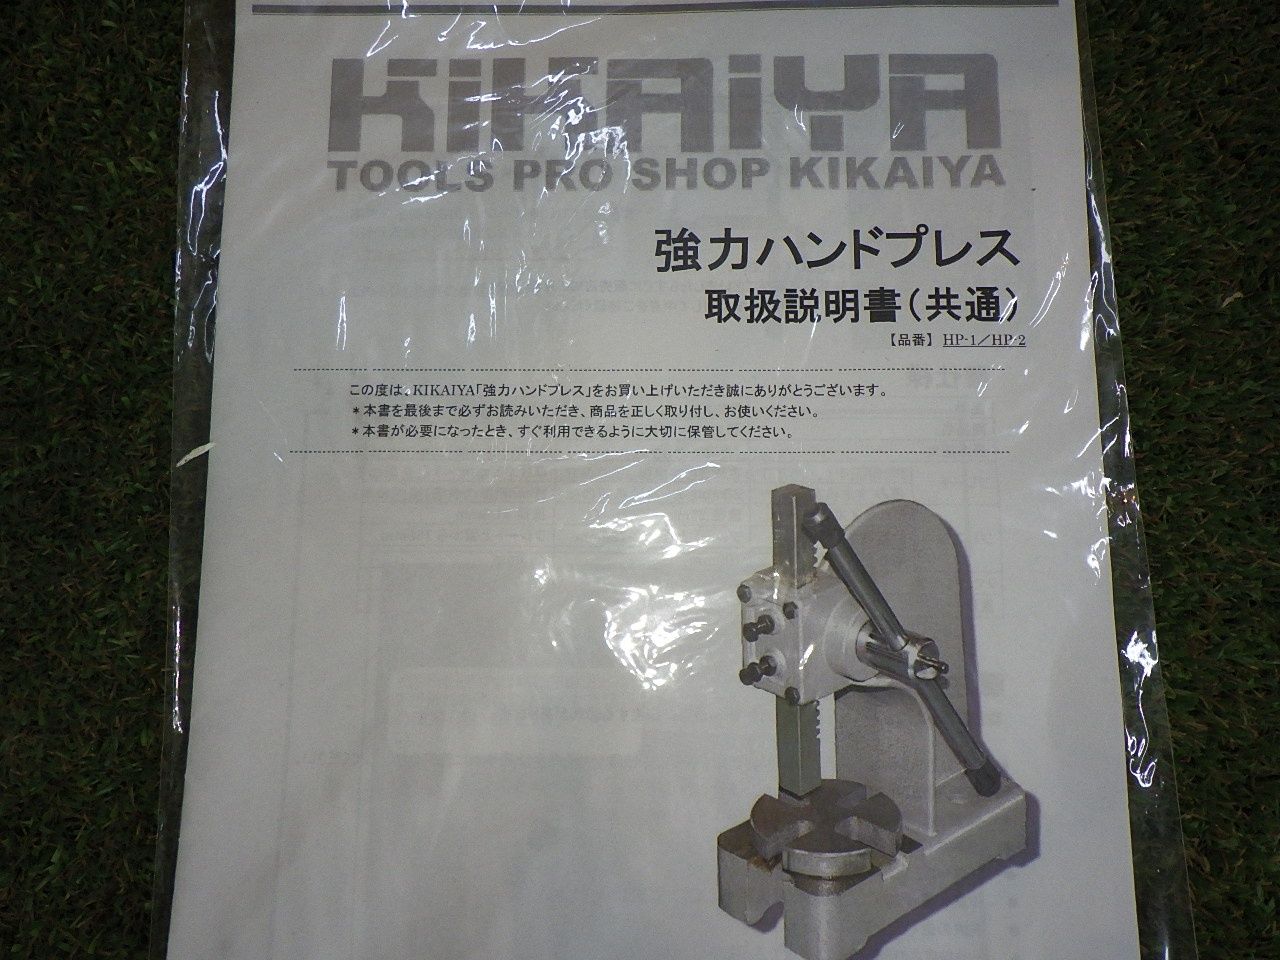 KIKAIYA
TOOLS PRO SHOP KIKAIYA
強力ハンドプレス
取扱説明書(共通)
【品番】 HP-1/HP-2
この度は、KIKAIYA「強力ハンドプレス」をお買い上げいただき誠にありがとうございます。
＊本書を最後まで必ずお読みいただき、商品を正しく取り付し、お使いください。
＊本書が必要になったとき、すぐ利用できるように大切に保管してください。